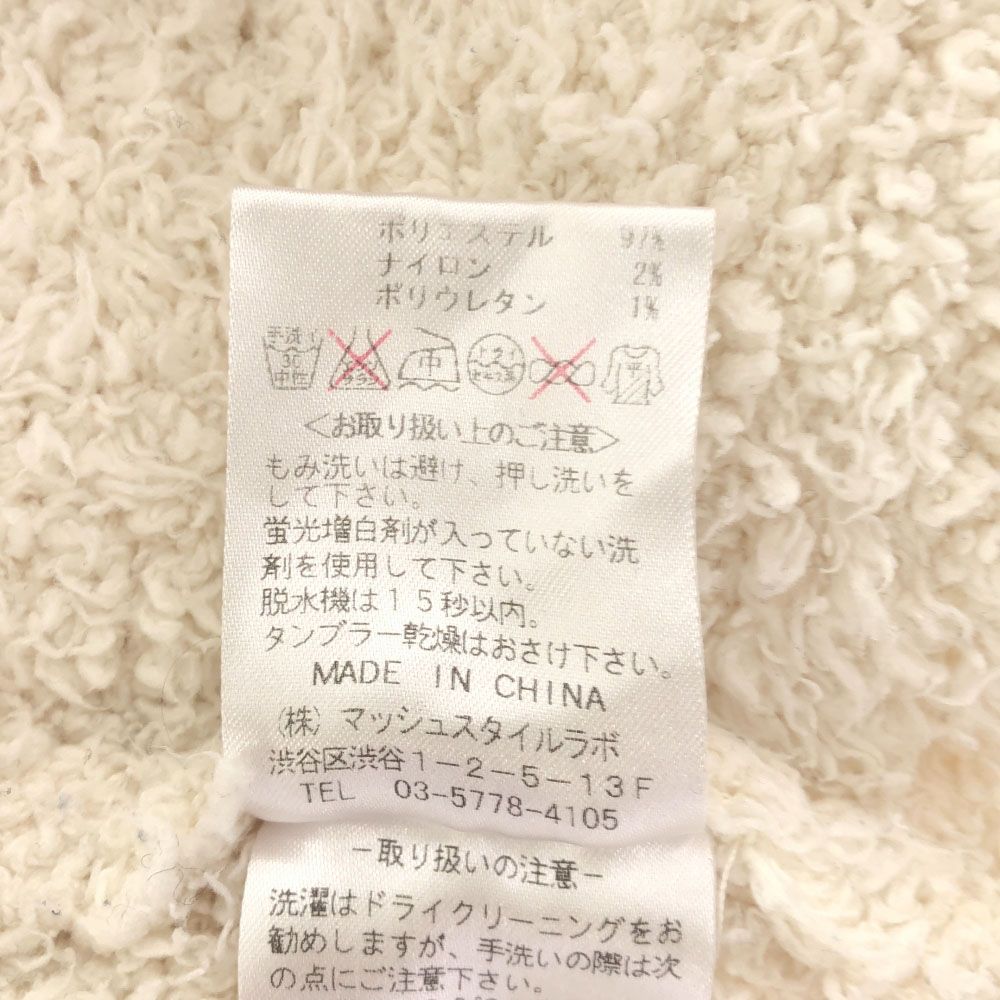 ポリエステル 97%
ナイロン 2%
ポリウレタン 1%
手洗イ 30 中性
中
平
<お取り扱い上のご注意>
もみ洗いは避け、押し洗いを
して下さい。
蛍光増白剤が入っていない洗
剤を使用して下さい。
脱水機は15秒以内。
タンブラー乾燥はおさけ下さい。
MADE IN CHINA
(株)マッシュスタイルラボ
渋谷区渋谷1-2-5-13F
TEL 03-5778-4105
-取り扱いの注意-
洗濯はドライクリーニングをお
勧めしますが、手洗いの際は次
の点にご注意下さい。